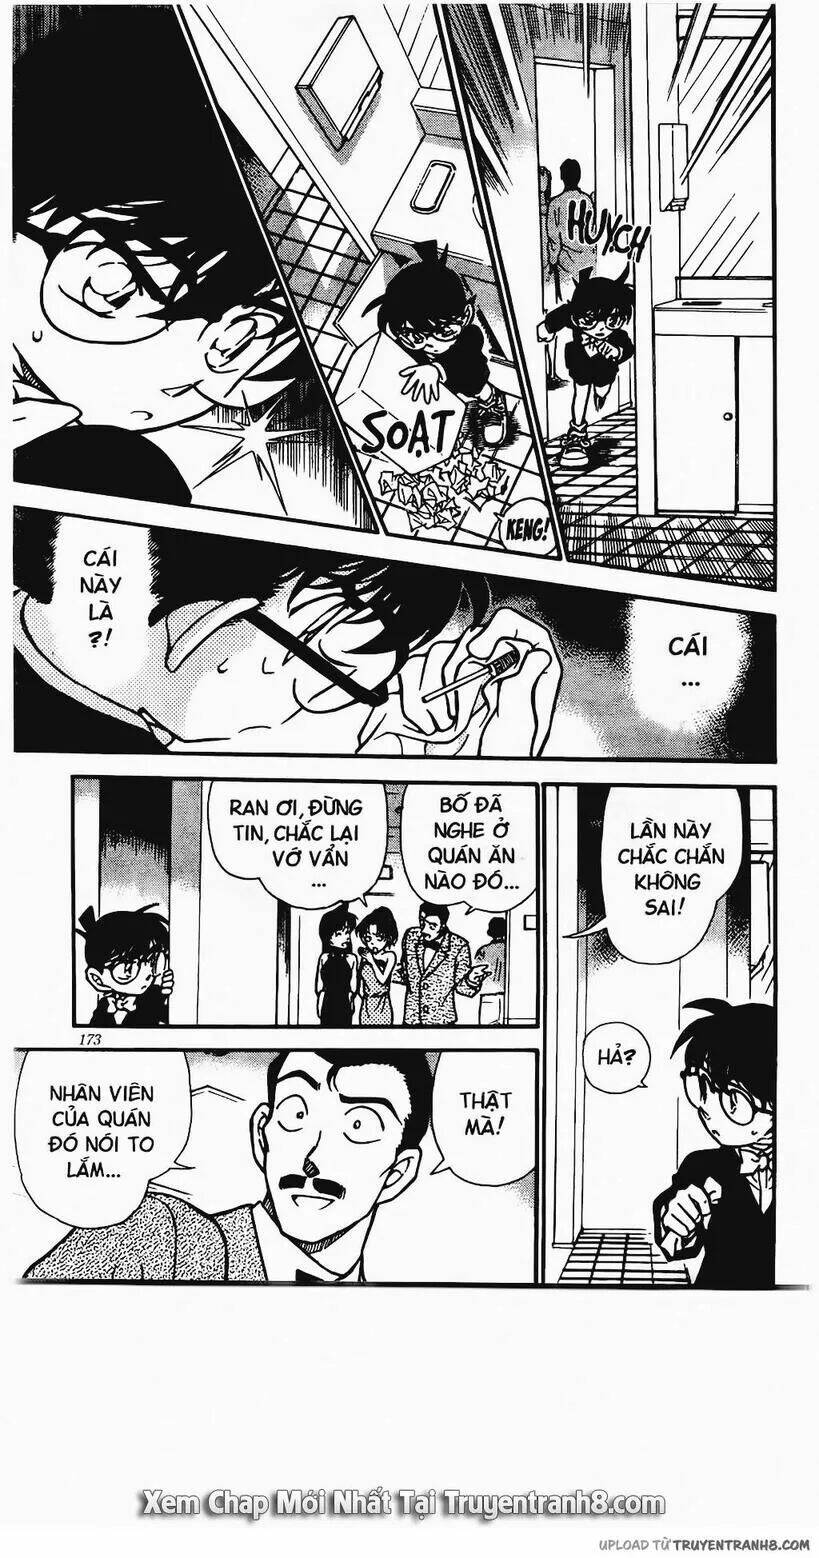 HUỴCH
SOẠT
KENG!
CÁI
...
CÁI
NÀY
LÀ
?!
LẦN NÀY
CHẮC CHẮN
KHÔNG
SAI!
BỐ ĐÃ
NGHE Ở
QUÁN ĂN
NÀO ĐÓ...
RAN ƠI, ĐỪNG
TIN, CHẮC LẠI
VỚ VẨN
...
173
HẢ?
THẬT
MÀ!
NHÂN VIÊN
CỦA QUÁN
ĐÓ NÓI TO
LẮM...
Xem Chap Mới Nhất Tại Truyentranh8.com
UPLOAD TỪ TRUYENTRANH8.COM